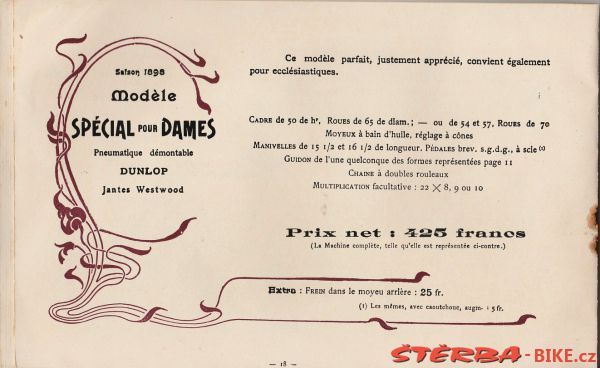 Saison 1898
Modèle
SPÉCIAL POUR DAMES
Pneumatique démontable
DUNLOP
Jantes Westwood
Ce modèle parfait, justement apprécié, convient également
pour ecclésiastiques.
CADRE de 50 de hr, ROUES de 65 de diam.; — ou de 54 et 57, ROUES de 70
MOYEUX à bain d'huile, réglage à cônes
MANIVELLES de 15 1/2 et 16 1/2 de longueur. PÉDALES brev. s.g.d.g., à scie (1)
GUIDON de l'une quelconque des formes représentées page 11
CHAINE à doubles rouleaux
MULTIPLICATION facultative : 22 × 8, 9 ou 10
Prix net : 425 francs
(La Machine complète, telle qu'elle est représentée ci-contre.)
Extra : FREIN dans le moyeu arrière : 25 fr.
(1) Les mêmes, avec caoutchouc, augm. : 5 fr.
— 18 —
ŠTĚRBA-BIKE.cz